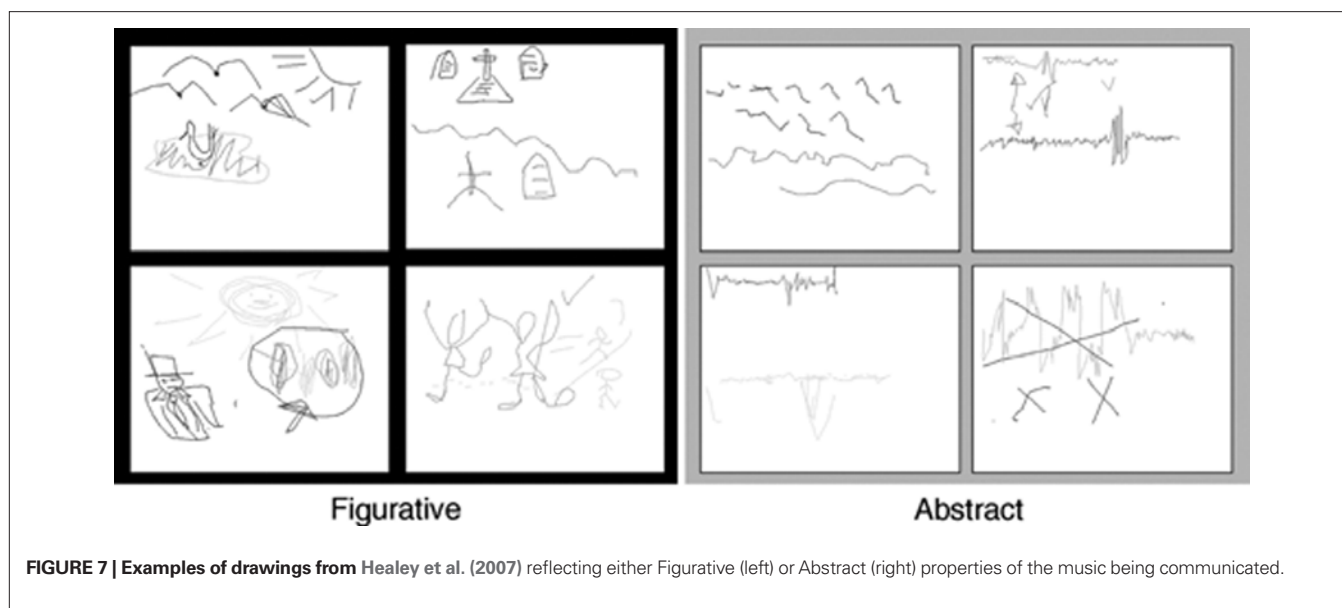 Figurative
Abstract
FIGURE 7 | Examples of drawings from Healey et al. (2007) reflecting either Figurative (left) or Abstract (right) properties of the music being communicated.